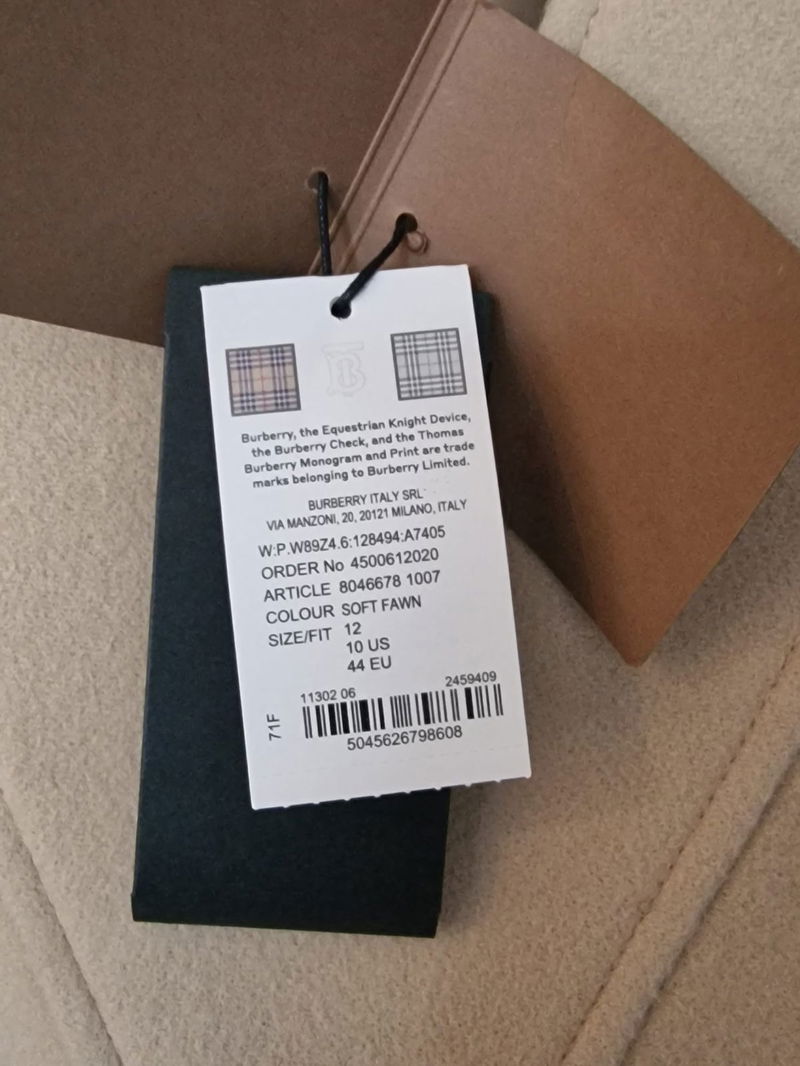 Burberry, the Equestrian Knight Device,
the Burberry Check, and the Thomas
Burberry Monogram and Print are trade
marks belonging to Burberry Limited.
BURBERRY ITALY SRL
VIA MANZONI, 20, 20121 MILANO, ITALY
W:P.W89Z4.6:128494:A7405
ORDER No 4500612020
ARTICLE 8046678 1007
COLOUR SOFT FAWN
SIZE/FIT 12
10 US
44 EU
11302 06 2459409
71F
5045626798608